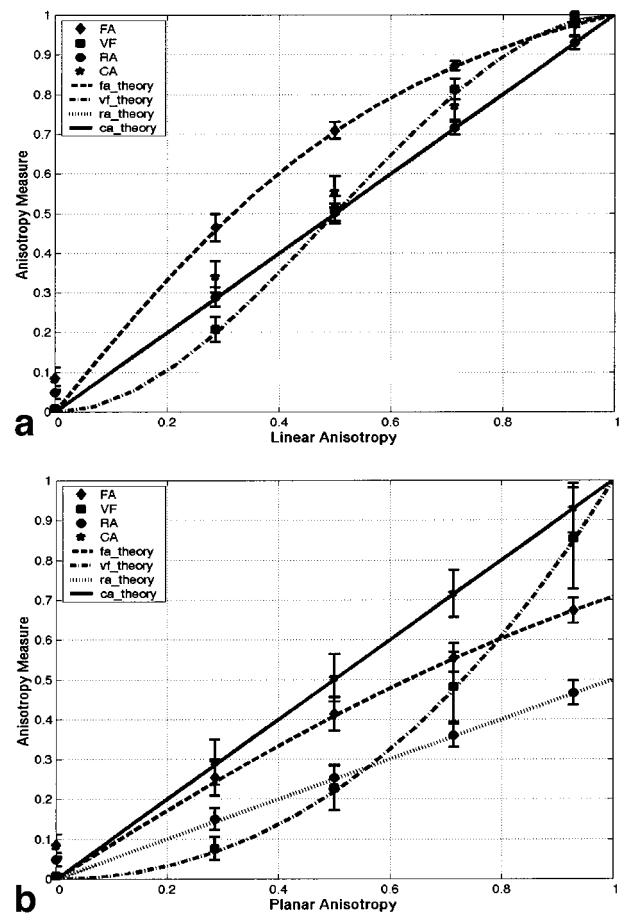 1
0.9
0.8
0.7
0.6
0.5
0.4
0.3
0.2
0.1
0
Anisotropy Measure
FA
VF
RA
CA
fa_theory
vf_theory
ra_theory
ca_theory
0 0.2 0.4 0.6 0.8 1
Linear Anisotropy
a
1
0.9
0.8
0.7
0.6
0.5
0.4
0.3
0.2
0.1
0
Anisotropy Measure
FA
VF
RA
CA
fa_theory
vf_theory
ra_theory
ca_theory
0 0.2 0.4 0.6 0.8 1
Planar Anisotropy
b